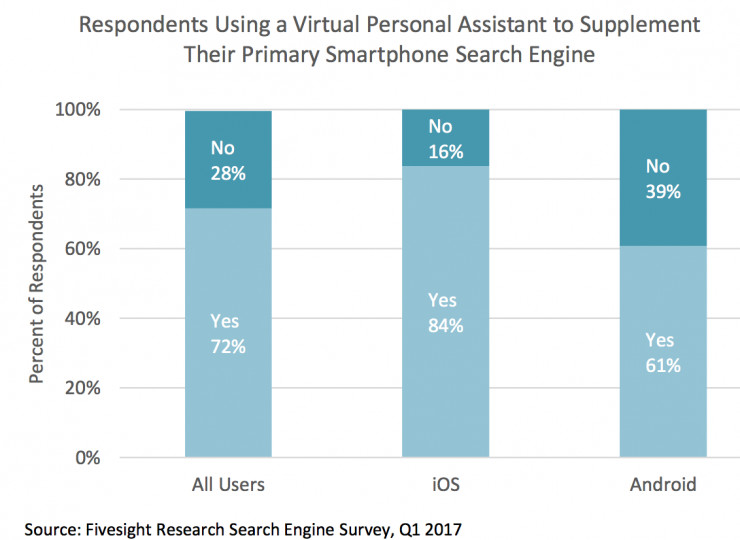 Respondents Using a Virtual Personal Assistant to Supplement
Their Primary Smartphone Search Engine
Percent of Respondents
100%
80%
60%
40%
20%
0%
No
28%
Yes
72%
No
16%
Yes
84%
No
39%
Yes
61%
All Users
iOS
Android
Source: Fivesight Research Search Engine Survey, Q1 2017